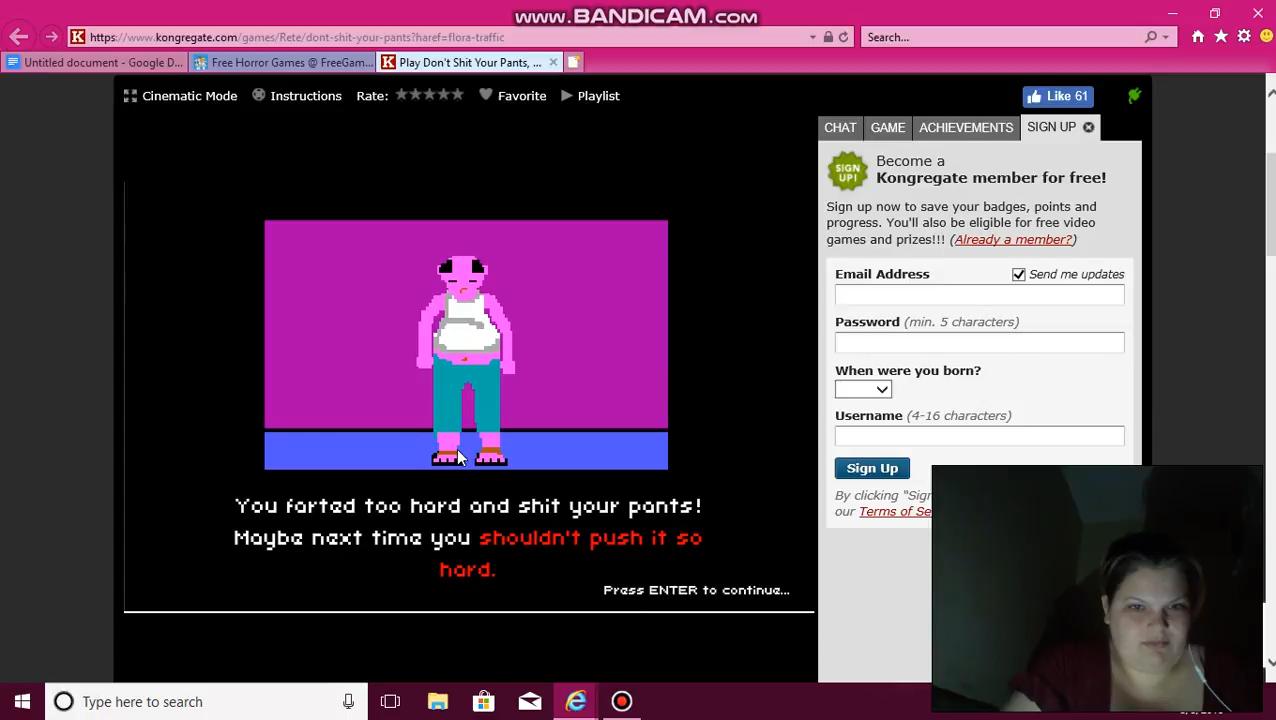 www.BANDICAM.com
https://www.kongregate.com/games/Rete/dont-shit-your-pants?haref=flora-traffic
Search...
Untitled document - Google D...
Free Horror Games @ FreeGam...
Play Don't Shit Your Pants, ...
Cinematic Mode
Instructions
Rate:
Favorite
Playlist
Like 61
CHAT
GAME
ACHIEVEMENTS
SIGN UP
SIGN UP!
Become a
Kongregate member for free!
Sign up now to save your badges, points and
progress. You'll also be eligible for free video
games and prizes!!! (Already a member?)
Email Address
Send me updates
Password (min. 5 characters)
When were you born?
Username (4-16 characters)
Sign Up
By clicking "Sign
our Terms of Se
You farted too hard and shit your pants!
Maybe next time you shouldn't push it so
hard.
Press ENTER to continue...
Type here to search